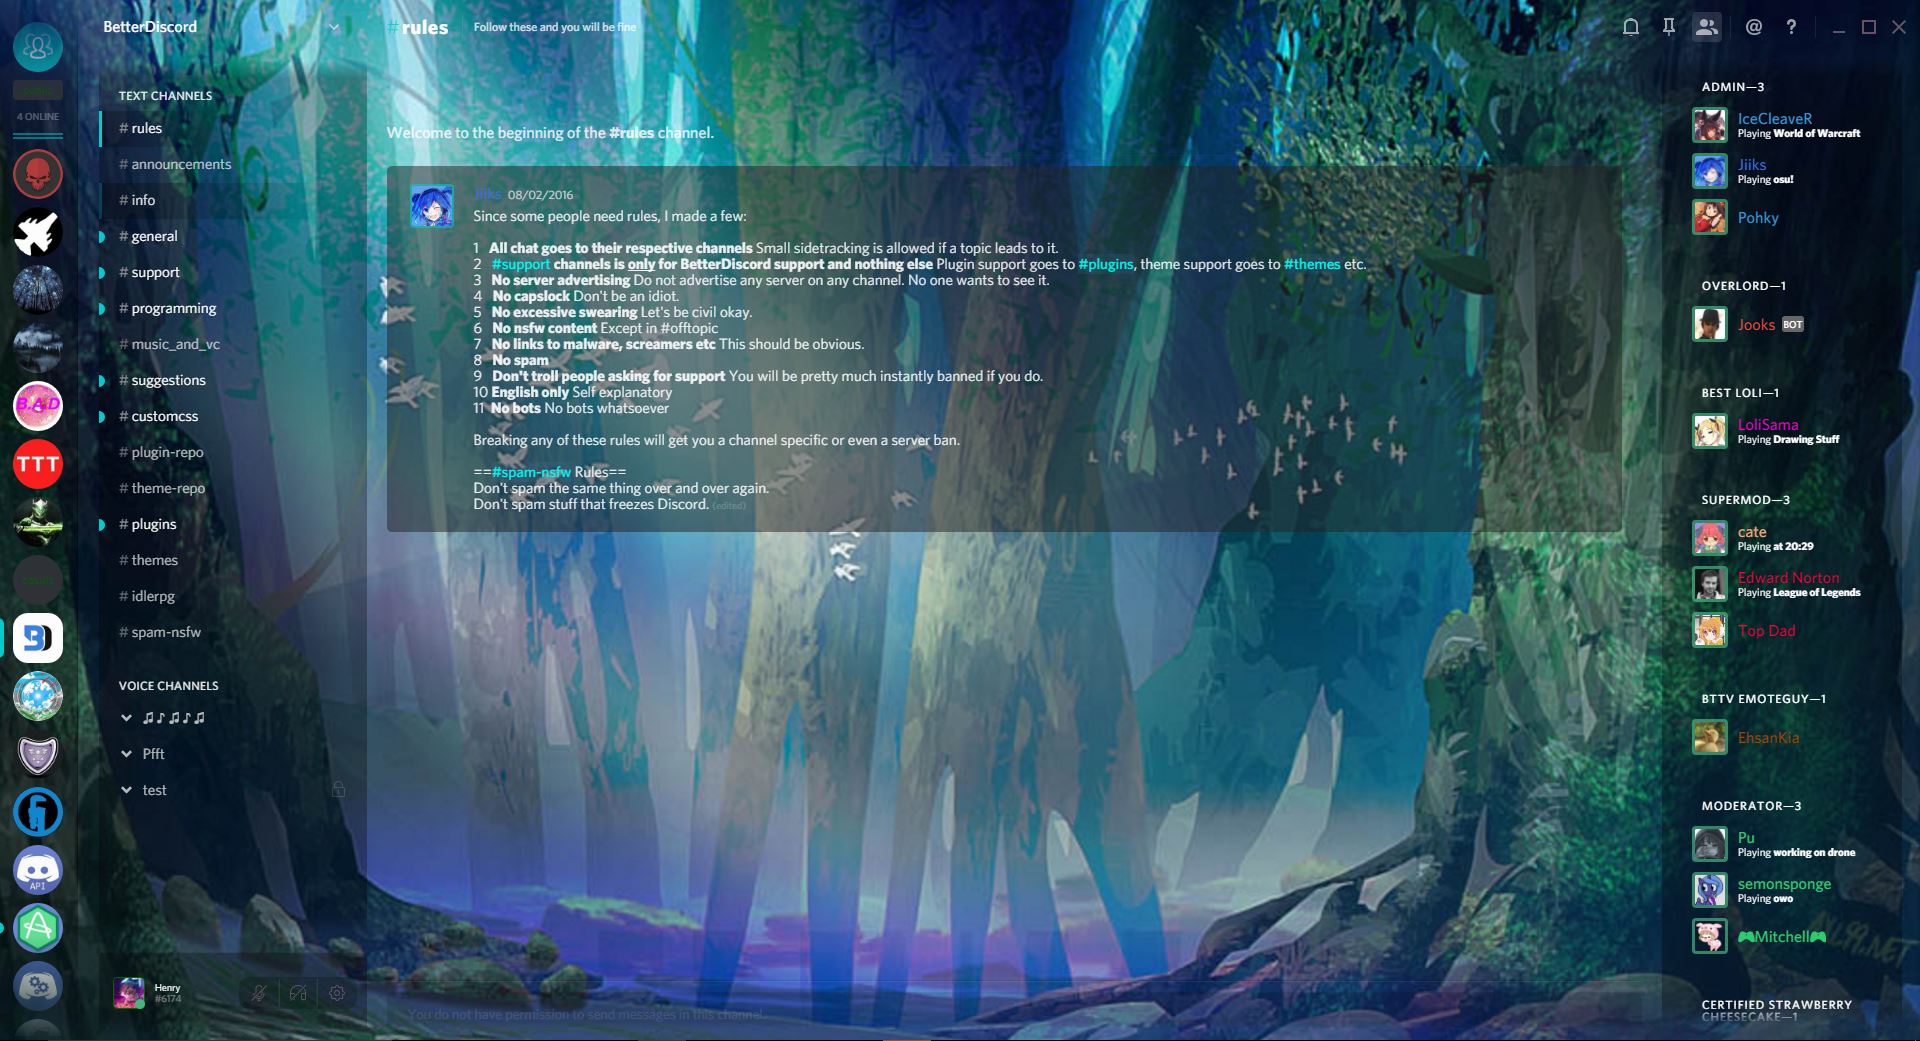 BetterDiscord
#rules Follow these and you will be fine
4 ONLINE
B.A.D
TTT
API
TEXT CHANNELS
# rules
# announcements
# info
# general
# support
# programming
# music_and_vc
# suggestions
# customcss
# plugin-repo
# theme-repo
# plugins
# themes
# idlerpg
# spam-nsfw
VOICE CHANNELS
♫♪♫♪♫
Pfft
test
Henry
#6174
Welcome to the beginning of the #rules channel.
Jiiks 08/02/2016
Since some people need rules, I made a few:
1 All chat goes to their respective channels Small sidetracking is allowed if a topic leads to it.
2 #support channels is only for BetterDiscord support and nothing else Plugin support goes to #plugins, theme support goes to #themes etc.
3 No server advertising Do not advertise any server on any channel. No one wants to see it.
4 No capslock Don't be an idiot.
5 No excessive swearing Let's be civil okay.
6 No nsfw content Except in #offtopic
7 No links to malware, screamers etc This should be obvious.
8 No spam
9 Don't troll people asking for support You will be pretty much instantly banned if you do.
10 English only Self explanatory
11 No bots No bots whatsoever
Breaking any of these rules will get you a channel specific or even a server ban.
==#spam-nsfw Rules==
Don't spam the same thing over and over again.
Don't spam stuff that freezes Discord. (edited)
You do not have permission to send messages in this channel.
ADMIN—3
IceCleaveR
Playing World of Warcraft
Jiiks
Playing osu!
Pohky
OVERLORD—1
Jooks BOT
BEST LOLI—1
LoliSama
Playing Drawing Stuff
SUPERMOD—3
cate
Playing at 20:29
Edward Norton
Playing League of Legends
Top Dad
BTTV EMOTEGUY—1
EhsanKia
MODERATOR—3
Pu
Playing working on drone
semonsponge
Playing owo
🎮Mitchell🎮
CERTIFIED STRAWBERRY
CHEESECAKE—1